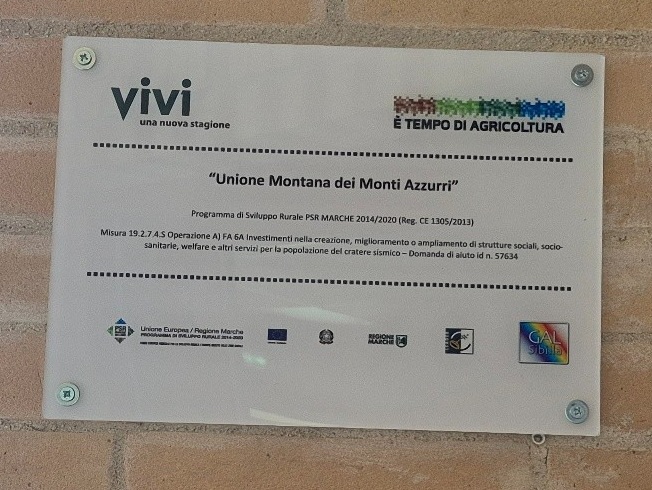 vivi
una nuova stagione
È TEMPO DI AGRICOLTURA
“Unione Montana dei Monti Azzurri”
Programma di Sviluppo Rurale PSR MARCHE 2014/2020 (Reg. CE 1305/2013)
Misura 19.2.7.4.S Operazione A) FA 6A Investimenti nella creazione, miglioramento o ampliamento di strutture sociali, socio-
sanitarie, welfare e altri servizi per la popolazione del cratere sismico – Domanda di aiuto id n. 57634
Unione Europea / Regione Marche
PROGRAMMA DI SVILUPPO RURALE 2014-2020
REGIONE
MARCHE
GAL
Sibilla